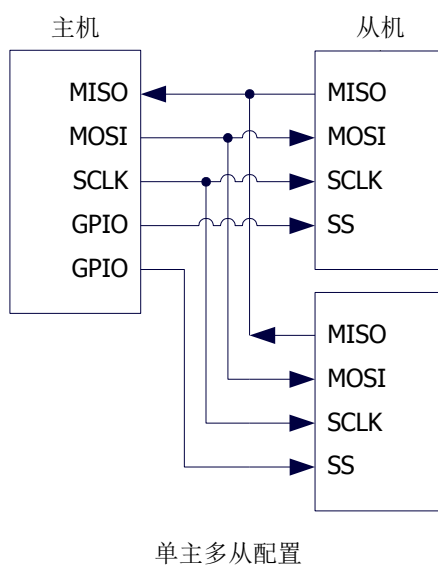 主机
从机
MISO
MOSI
SCLK
GPIO
GPIO
MISO
MOSI
SCLK
SS
MISO
MOSI
SCLK
SS
单主多从配置